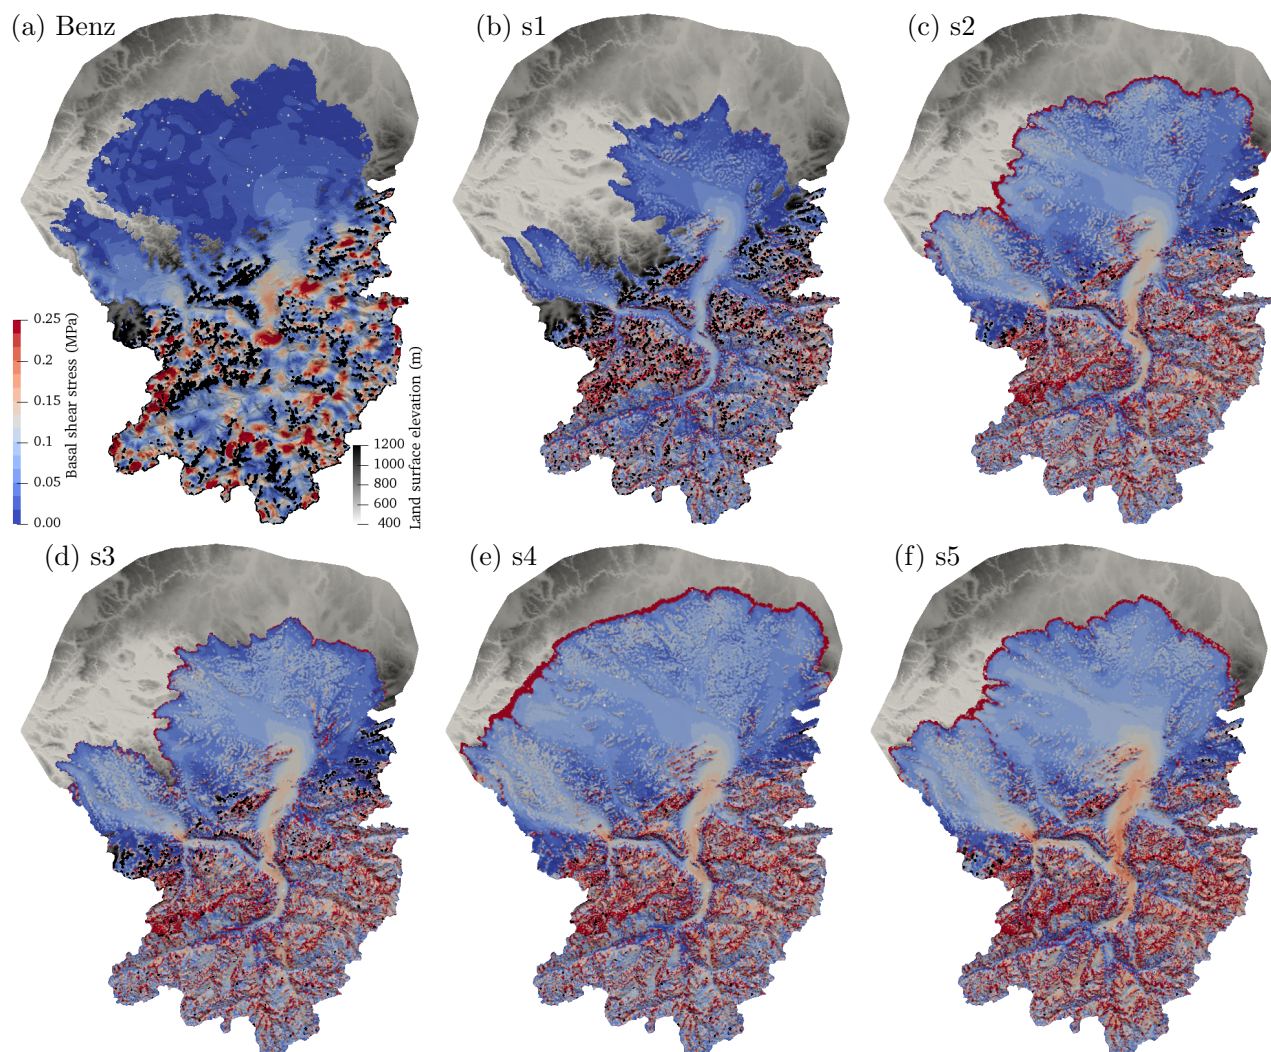 (a) Benz
(b) s1
(c) s2
0.25
0.2
0.15
0.1
0.05
0.00
Basal shear stress (MPa)
1200
1000
800
600
400
Land surface elevation (m)
(d) s3
(e) s4
(f) s5